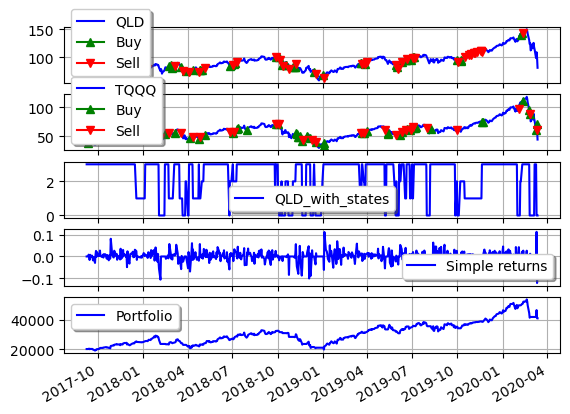 QLD
Buy
Sell
150
100
TQQQ
Buy
Sell
100
50
2
0
QLD_with_states
0.1
0.0
−0.1
Simple returns
40000
20000
Portfolio
2017-10
2018-01
2018-04
2018-07
2018-10
2019-01
2019-04
2019-07
2019-10
2020-01
2020-04